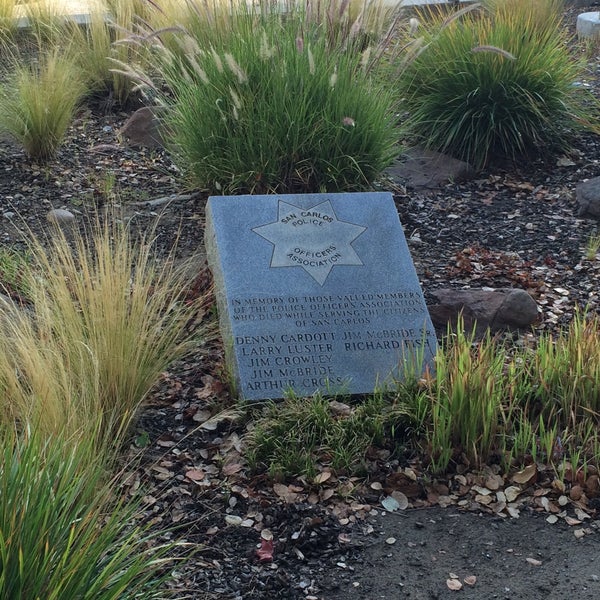 SAN CARLOS
POLICE
OFFICERS
ASSOCIATION
IN MEMORY OF THOSE VALUED MEMBERS
OF THE POLICE OFFICERS ASSOCIATION
WHO DIED WHILE SERVING THE CITIZENS
OF SAN CARLOS
DENNY CARDOTT JIM MCBRIDE SR.
LARRY LUSTER RICHARD FISH
JIM CROWLEY
JIM MCBRIDE
ARTHUR CROSS